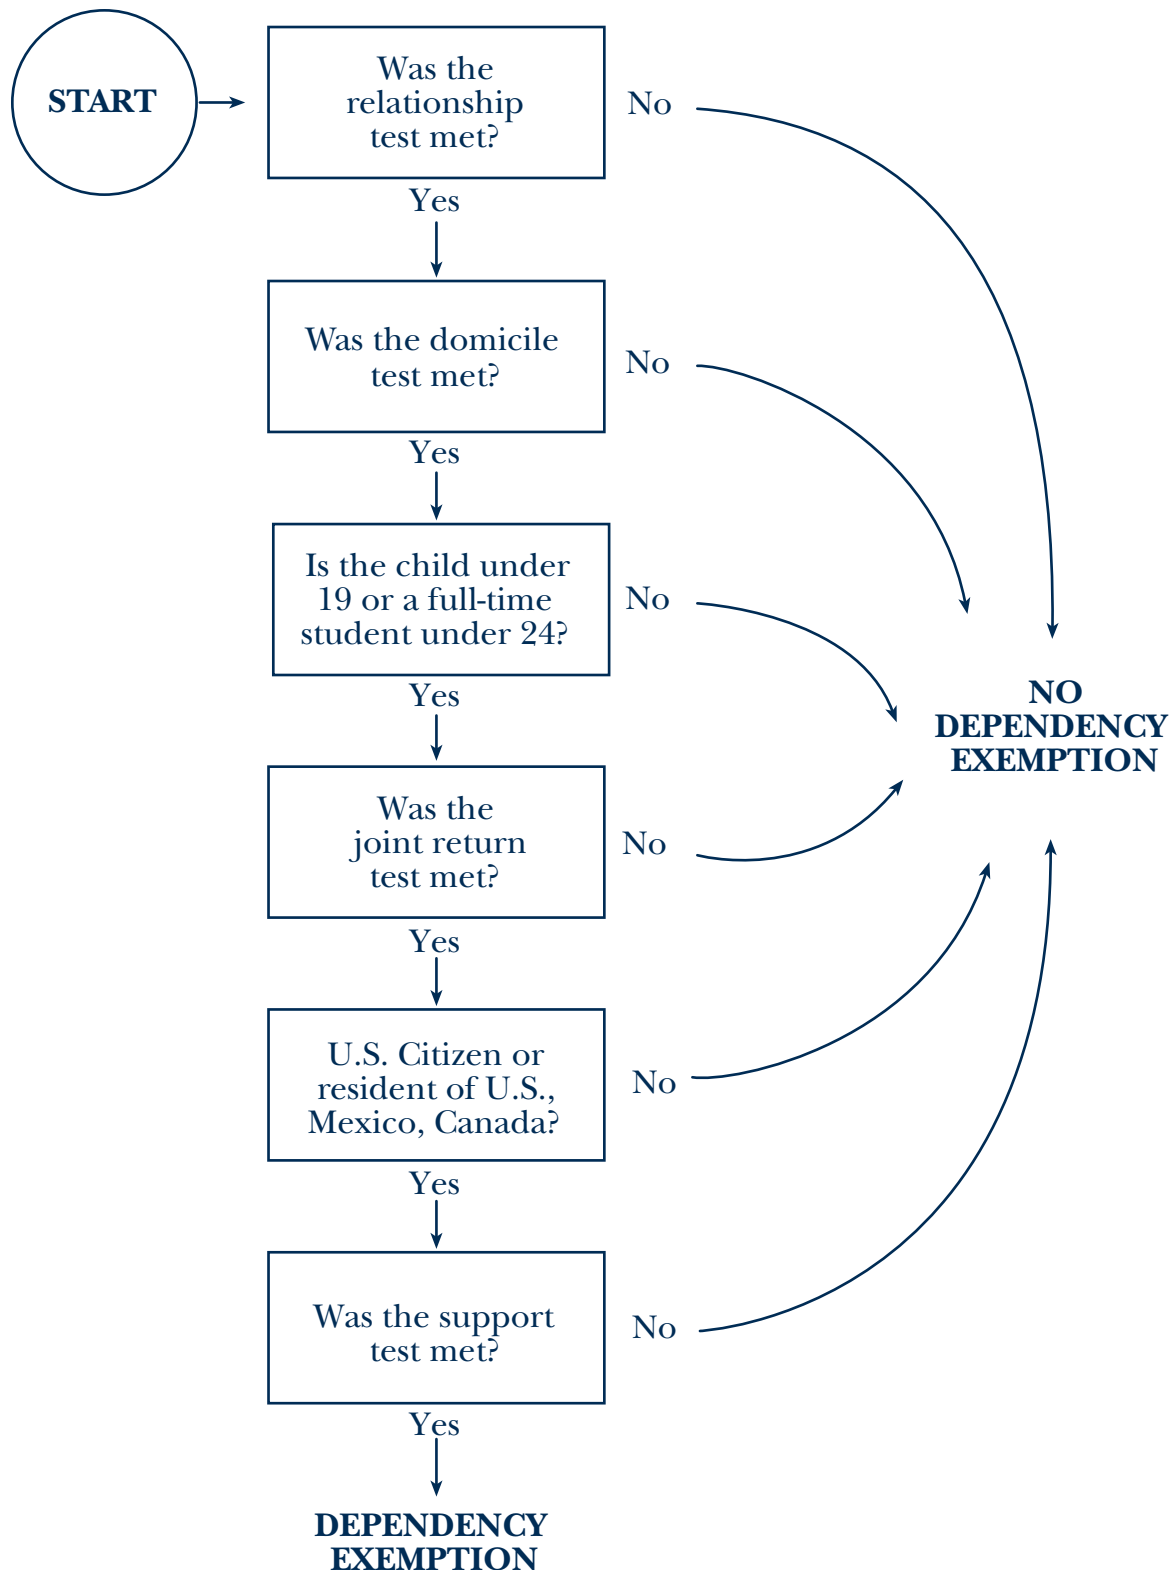 START
Was the
relationship
test met?
No
Yes
Was the domicile
test met?
No
Yes
Is the child under
19 or a full-time
student under 24?
No
Yes
NO
DEPENDENCY
EXEMPTION
Was the
joint return
test met?
No
Yes
U.S. Citizen or
resident of U.S.,
Mexico, Canada?
No
Yes
Was the support
test met?
No
Yes
DEPENDENCY
EXEMPTION